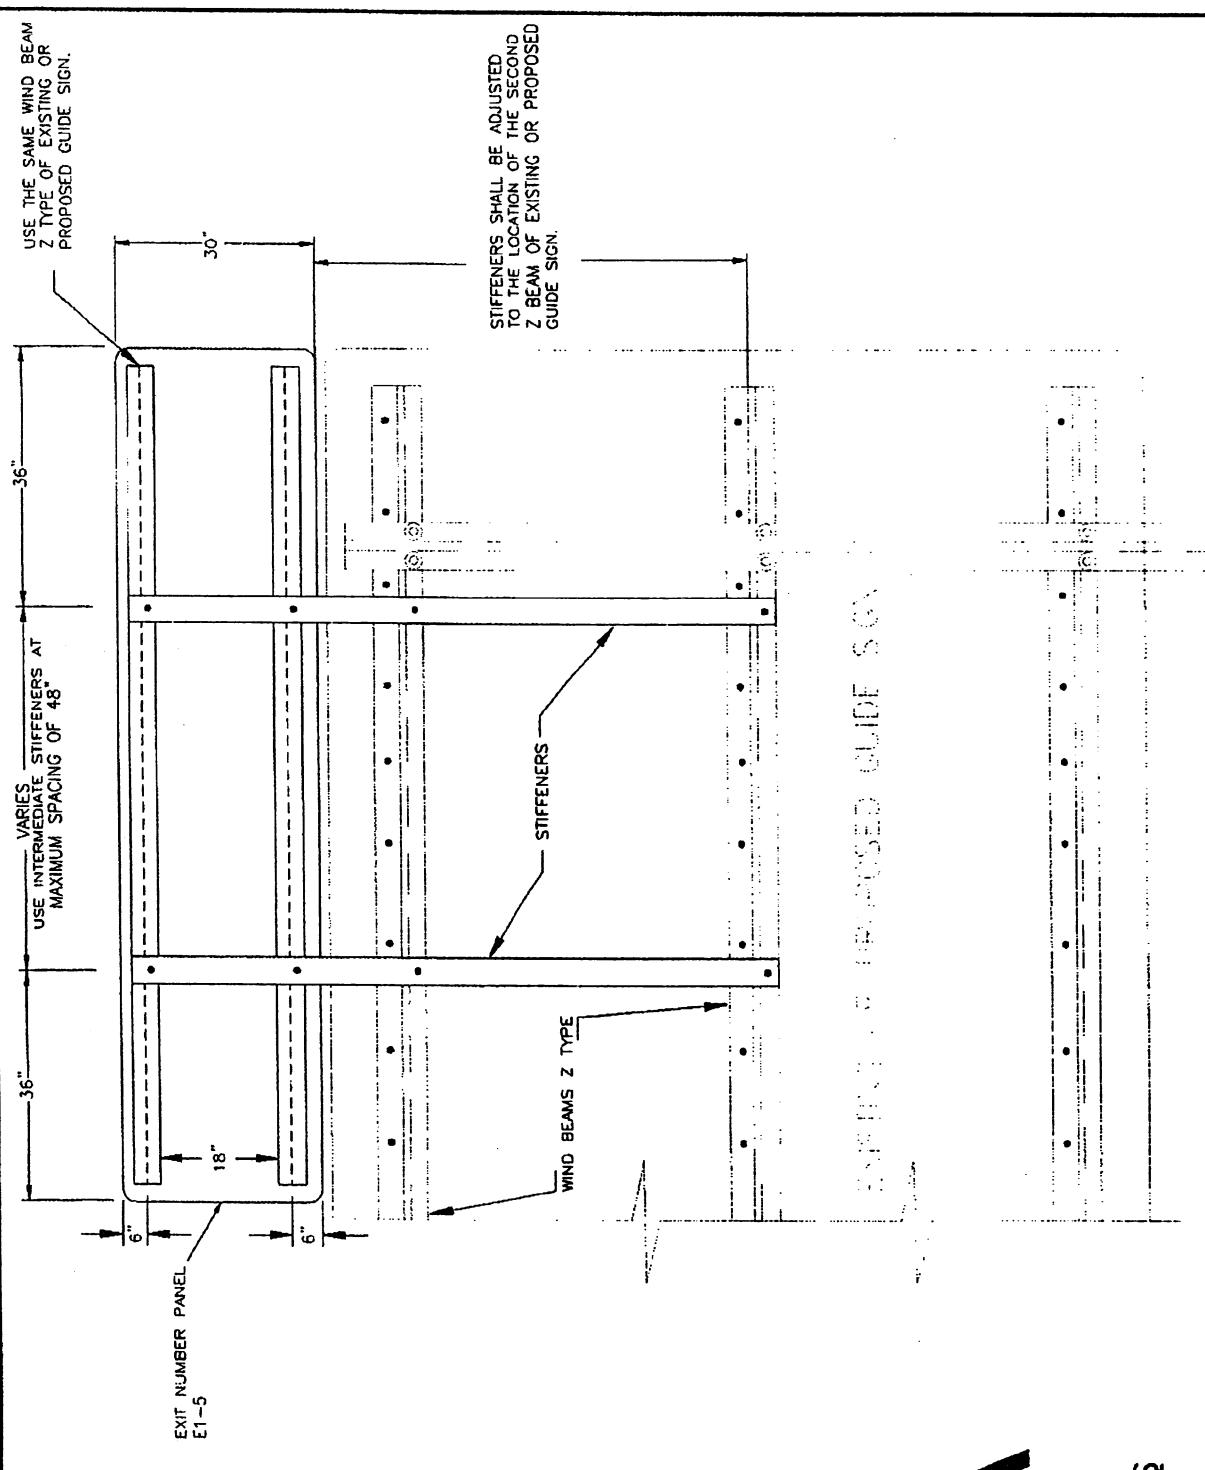 USE THE SAME WIND BEAM
Z TYPE OF EXISTING OR
PROPOSED GUIDE SIGN.
36"
VARIES
USE INTERMEDIATE STIFFENERS AT
MAXIMUM SPACING OF 48"
36"
30"
STIFFENERS SHALL BE ADJUSTED
TO THE LOCATION OF THE SECOND
Z BEAM OF EXISTING OR PROPOSED
GUIDE SIGN.
18"
6"
6"
EXIT NUMBER PANEL
E1-5
STIFFENERS
WIND BEAMS Z TYPE
GUIDE